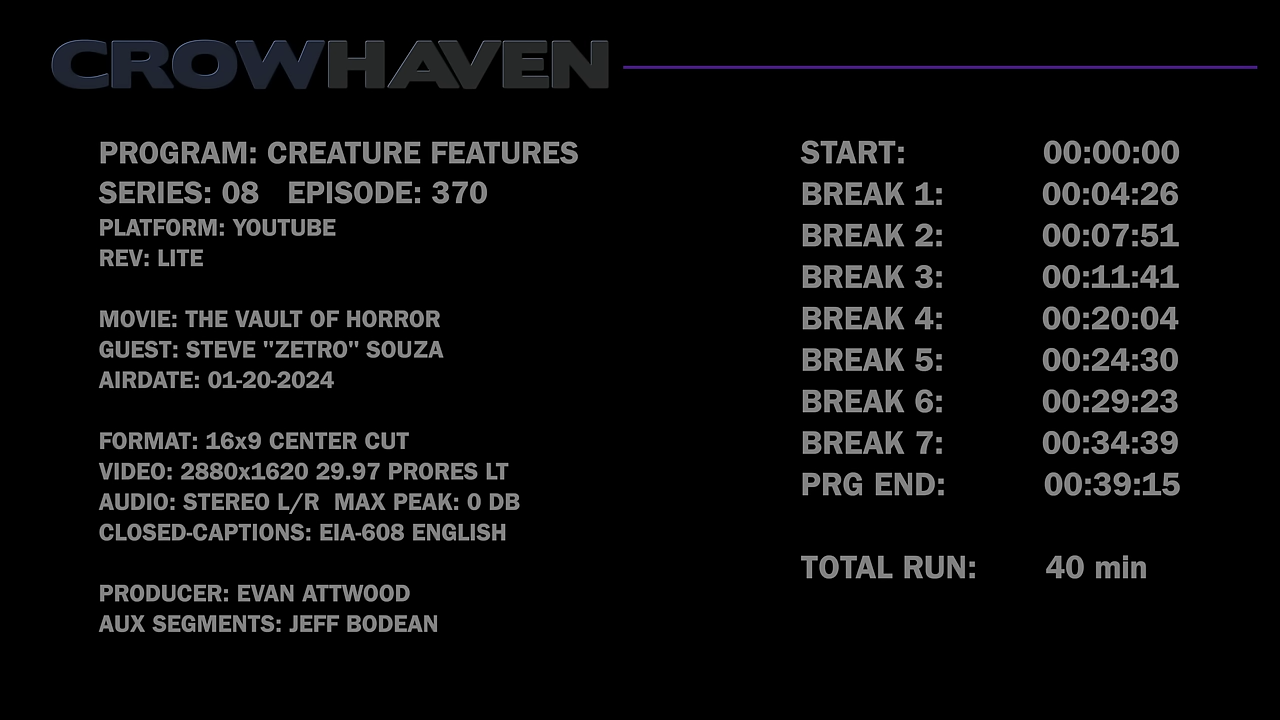 CROWHAVEN
PROGRAM: CREATURE FEATURES
SERIES: 08 EPISODE: 370
PLATFORM: YOUTUBE
REV: LITE
MOVIE: THE VAULT OF HORROR
GUEST: STEVE "ZETRO" SOUZA
AIRDATE: 01-20-2024
FORMAT: 16x9 CENTER CUT
VIDEO: 2880x1620 29.97 PRORES LT
AUDIO: STEREO L/R MAX PEAK: 0 DB
CLOSED-CAPTIONS: EIA-608 ENGLISH
PRODUCER: EVAN ATTWOOD
AUX SEGMENTS: JEFF BODEAN
START: 00:00:00
BREAK 1: 00:04:26
BREAK 2: 00:07:51
BREAK 3: 00:11:41
BREAK 4: 00:20:04
BREAK 5: 00:24:30
BREAK 6: 00:29:23
BREAK 7: 00:34:39
PRG END: 00:39:15
TOTAL RUN: 40 min